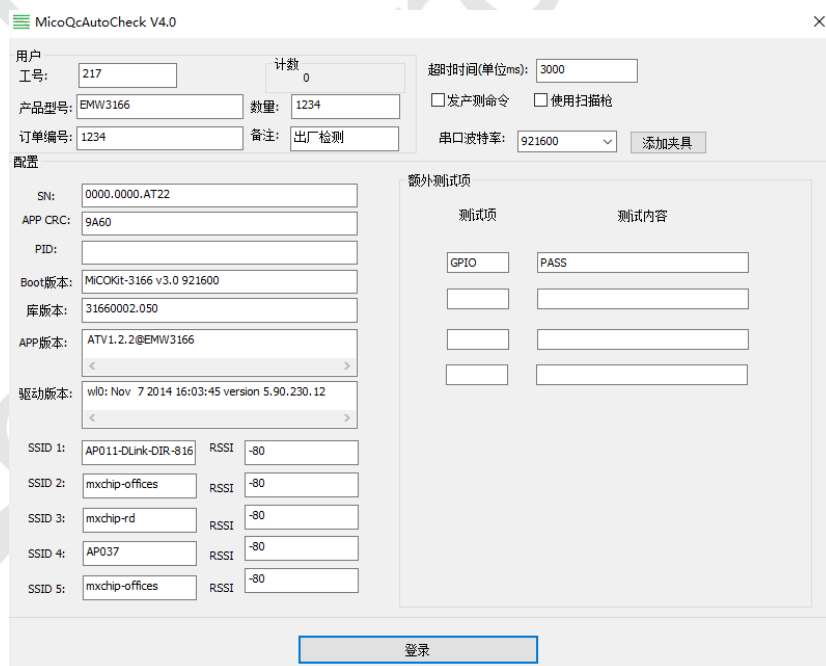 MicoQcAutoCheck V4.0
用户
工号: 217
计数
0
超时时间(单位ms): 3000
产品型号: EMW3166 数量: 1234
发产测命令 使用扫描枪
订单编号: 1234 备注: 出厂检测
串口波特率: 921600 添加夹具
配置
SN: 0000.0000.AT22
APP CRC: 9A60
PID:
Boot版本: MiCOKit-3166 v3.0 921600
库版本: 31660002.050
APP版本: ATV1.2.2@EMW3166
驱动版本: wl0: Nov 7 2014 16:03:45 version 5.90.230.12
SSID 1: AP011-DLink-DIR-816 RSSI -80
SSID 2: mxchip-offices RSSI -80
SSID 3: mxchip-rd RSSI -80
SSID 4: AP037 RSSI -80
SSID 5: mxchip-offices RSSI -80
额外测试项
测试项 测试内容
GPIO PASS
登录